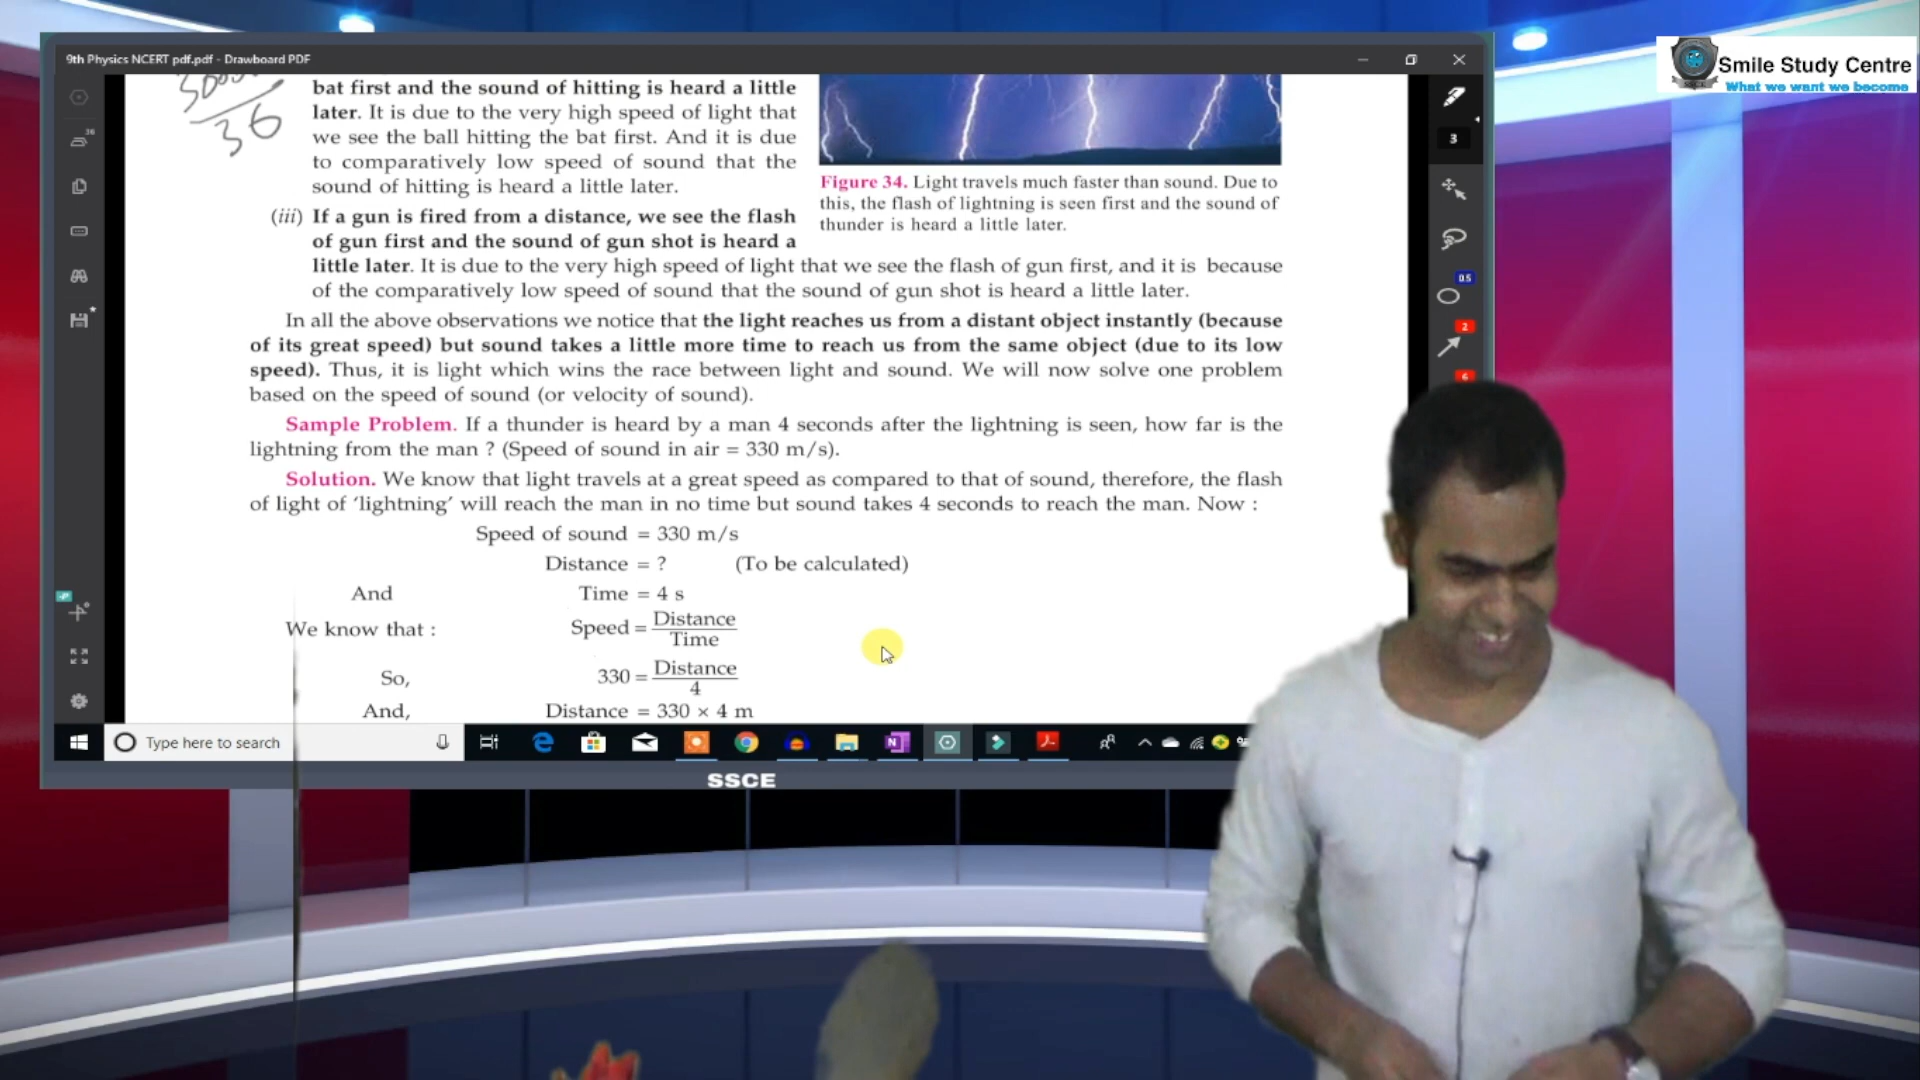 9th Physics NCERT pdf.pdf - Drawboard PDF
Smile Study Centre
What we want we become
36
bat first and the sound of hitting is heard a little
later. It is due to the very high speed of light that
we see the ball hitting the bat first. And it is due
to comparatively low speed of sound that the
sound of hitting is heard a little later.
Figure 34. Light travels much faster than sound. Due to
this, the flash of lightning is seen first and the sound of
thunder is heard a little later.
(iii) If a gun is fired from a distance, we see the flash
of gun first and the sound of gun shot is heard a
little later. It is due to the very high speed of light that we see the flash of gun first, and it is because
of the comparatively low speed of sound that the sound of gun shot is heard a little later.
In all the above observations we notice that the light reaches us from a distant object instantly (because
of its great speed) but sound takes a little more time to reach us from the same object (due to its low
speed). Thus, it is light which wins the race between light and sound. We will now solve one problem
based on the speed of sound (or velocity of sound).
Sample Problem. If a thunder is heard by a man 4 seconds after the lightning is seen, how far is the
lightning from the man ? (Speed of sound in air = 330 m/s).
Solution. We know that light travels at a great speed as compared to that of sound, therefore, the flash
of light of ‘lightning’ will reach the man in no time but sound takes 4 seconds to reach the man. Now :
Speed of sound = 330 m/s
Distance = ? (To be calculated)
And Time = 4 s
We know that : Speed = Distance
Time
So, 330 = Distance
4
And, Distance = 330 × 4 m
3
0.5
2
6
Type here to search
SSCE